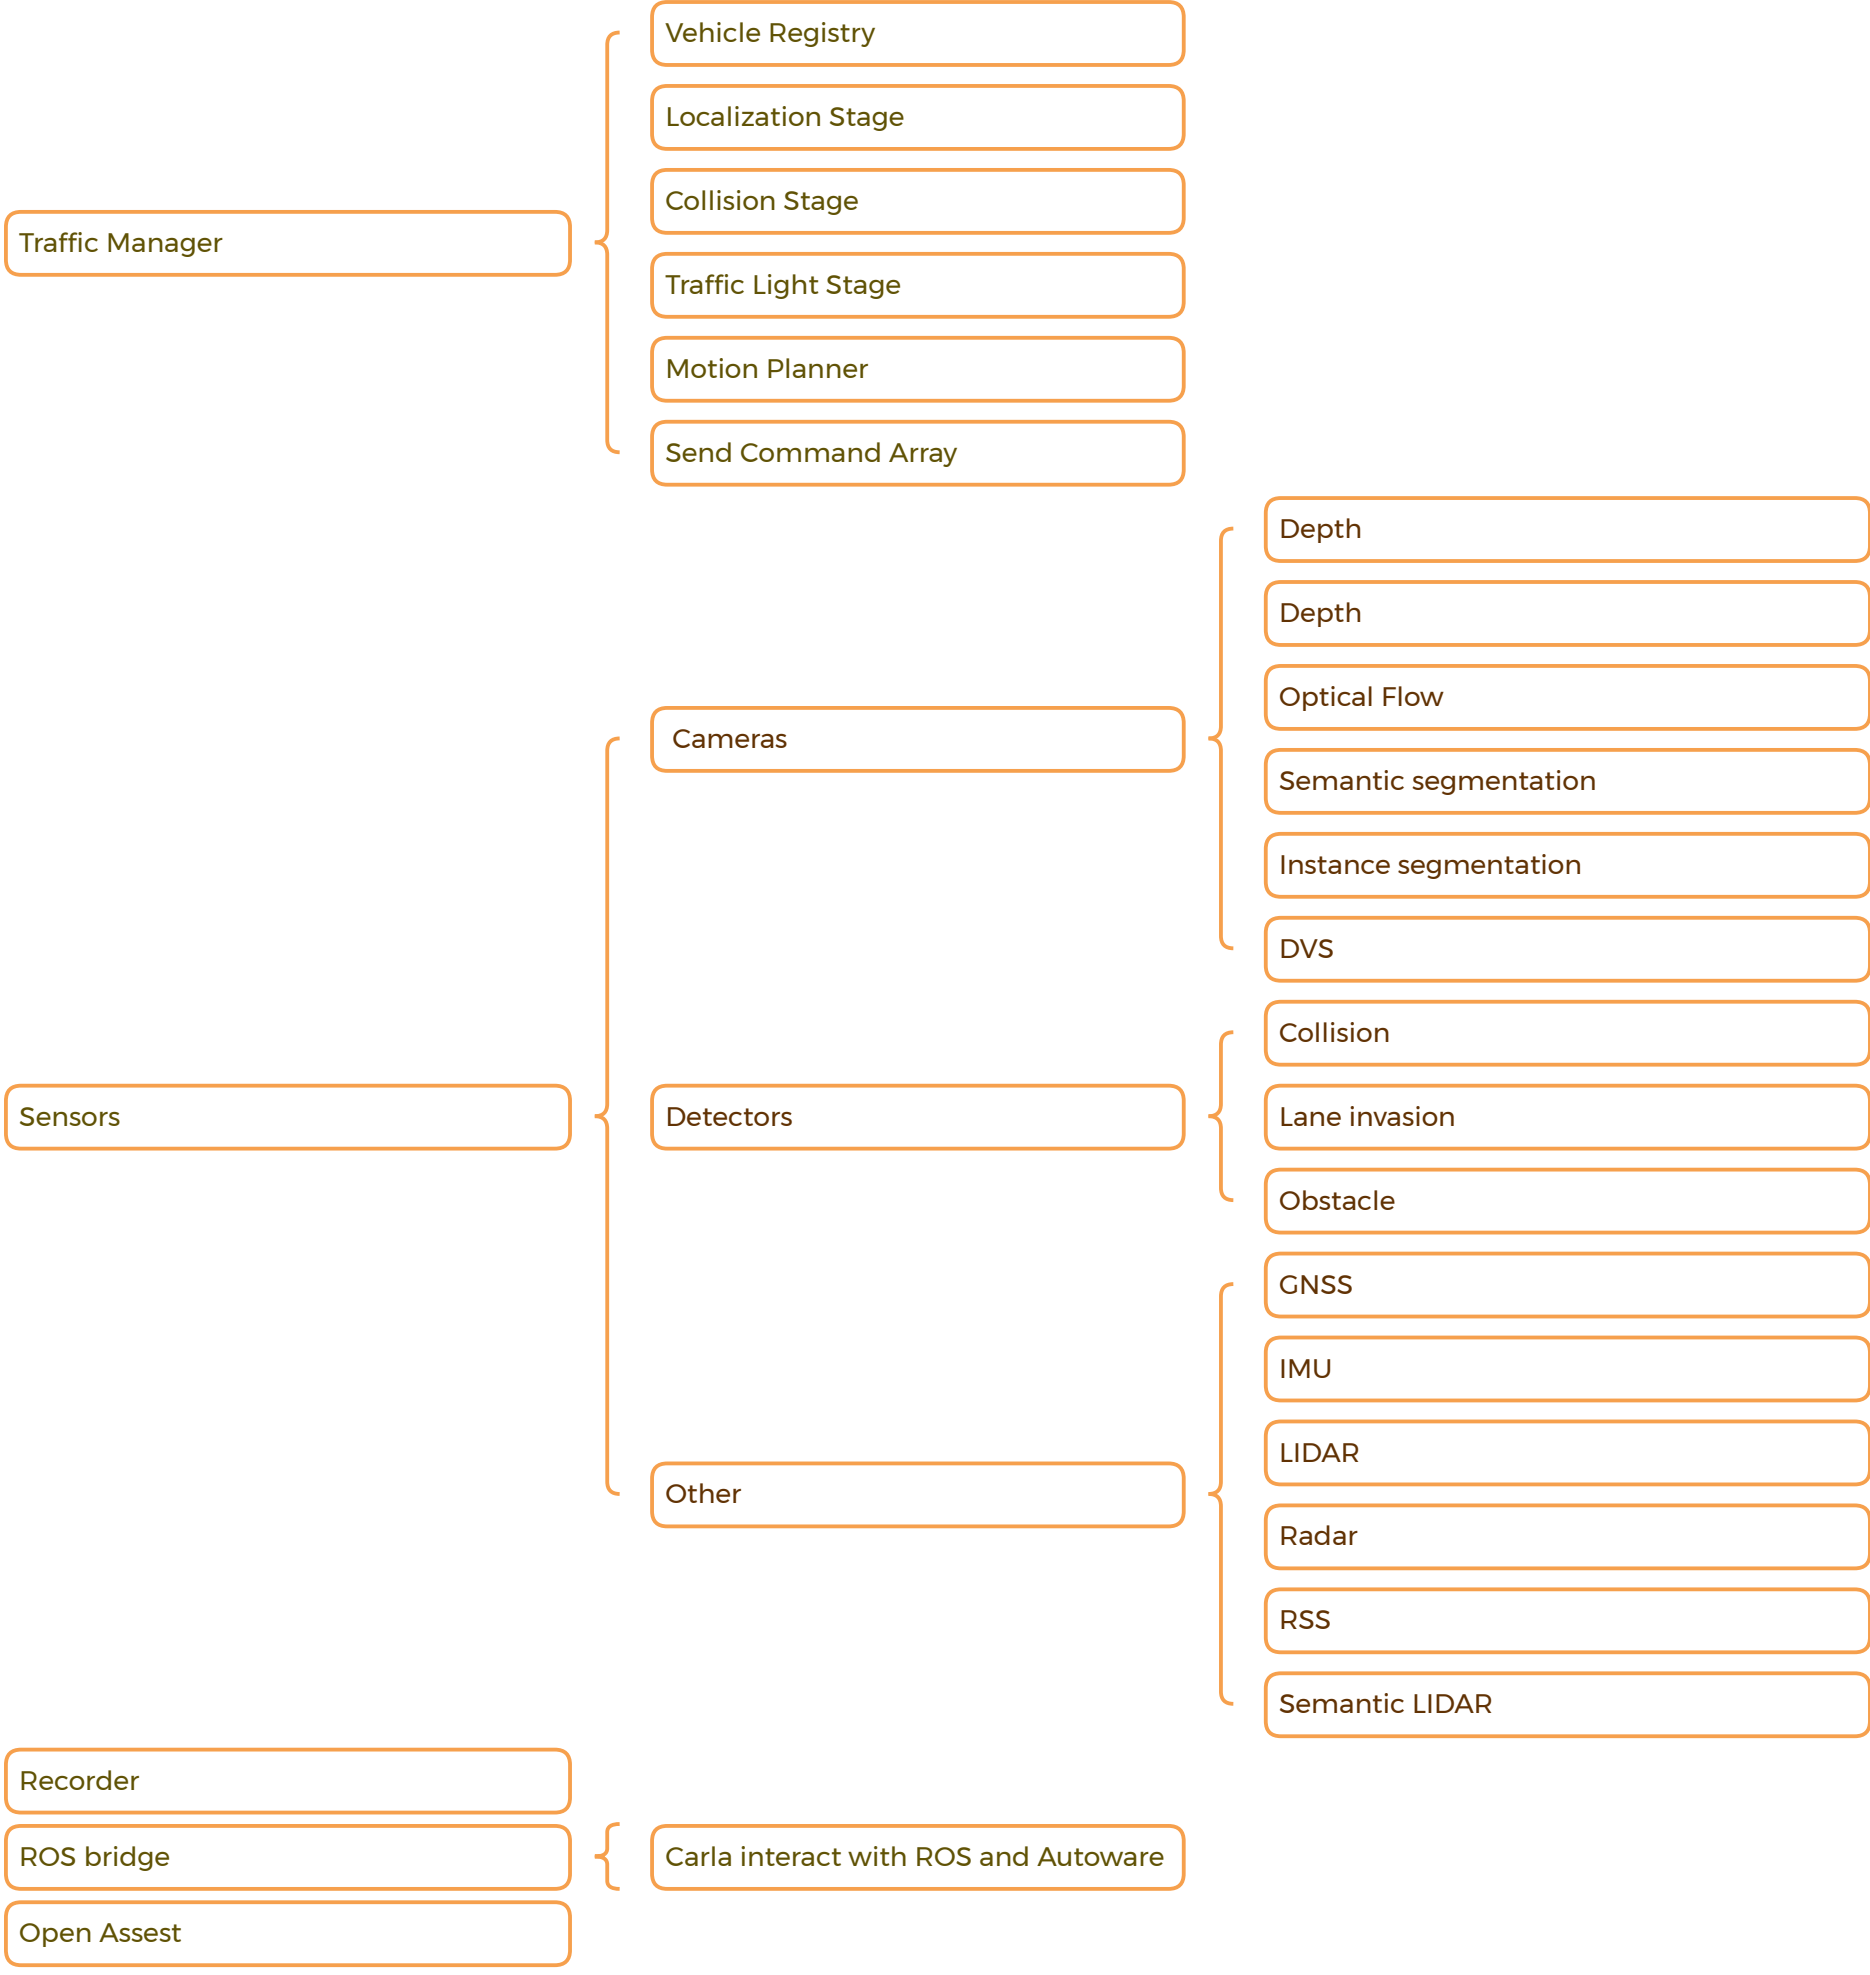 Traffic Manager
Vehicle Registry
Localization Stage
Collision Stage
Traffic Light Stage
Motion Planner
Send Command Array
Sensors
Cameras
Depth
Depth
Optical Flow
Semantic segmentation
Instance segmentation
DVS
Detectors
Collision
Lane invasion
Obstacle
Other
GNSS
IMU
LIDAR
Radar
RSS
Semantic LIDAR
Recorder
ROS bridge
Carla interact with ROS and Autoware
Open Assest